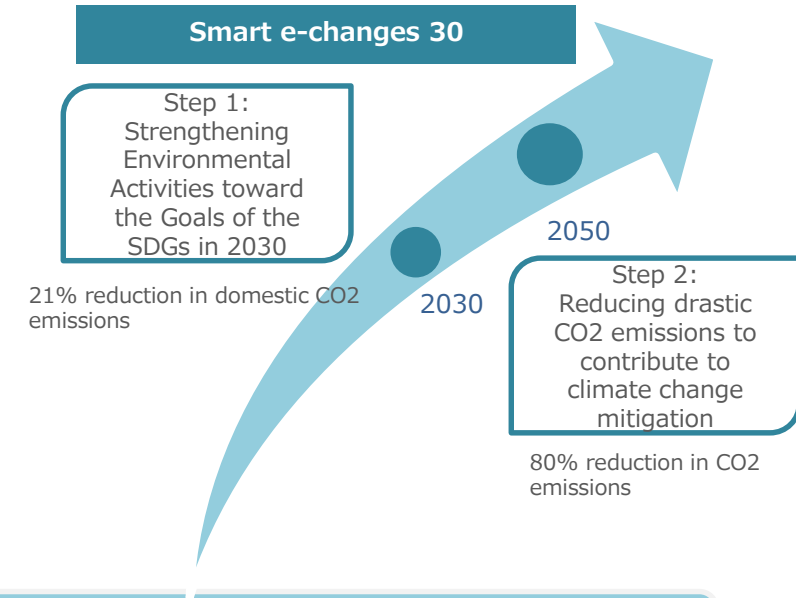 Smart e-changes 30
Step 1:
Strengthening
Environmental
Activities toward
the Goals of the
SDGs in 2030
21% reduction in domestic CO2
emissions
2030
2050
Step 2:
Reducing drastic
CO2 emissions to
contribute to
climate change
mitigation
80% reduction in CO2
emissions